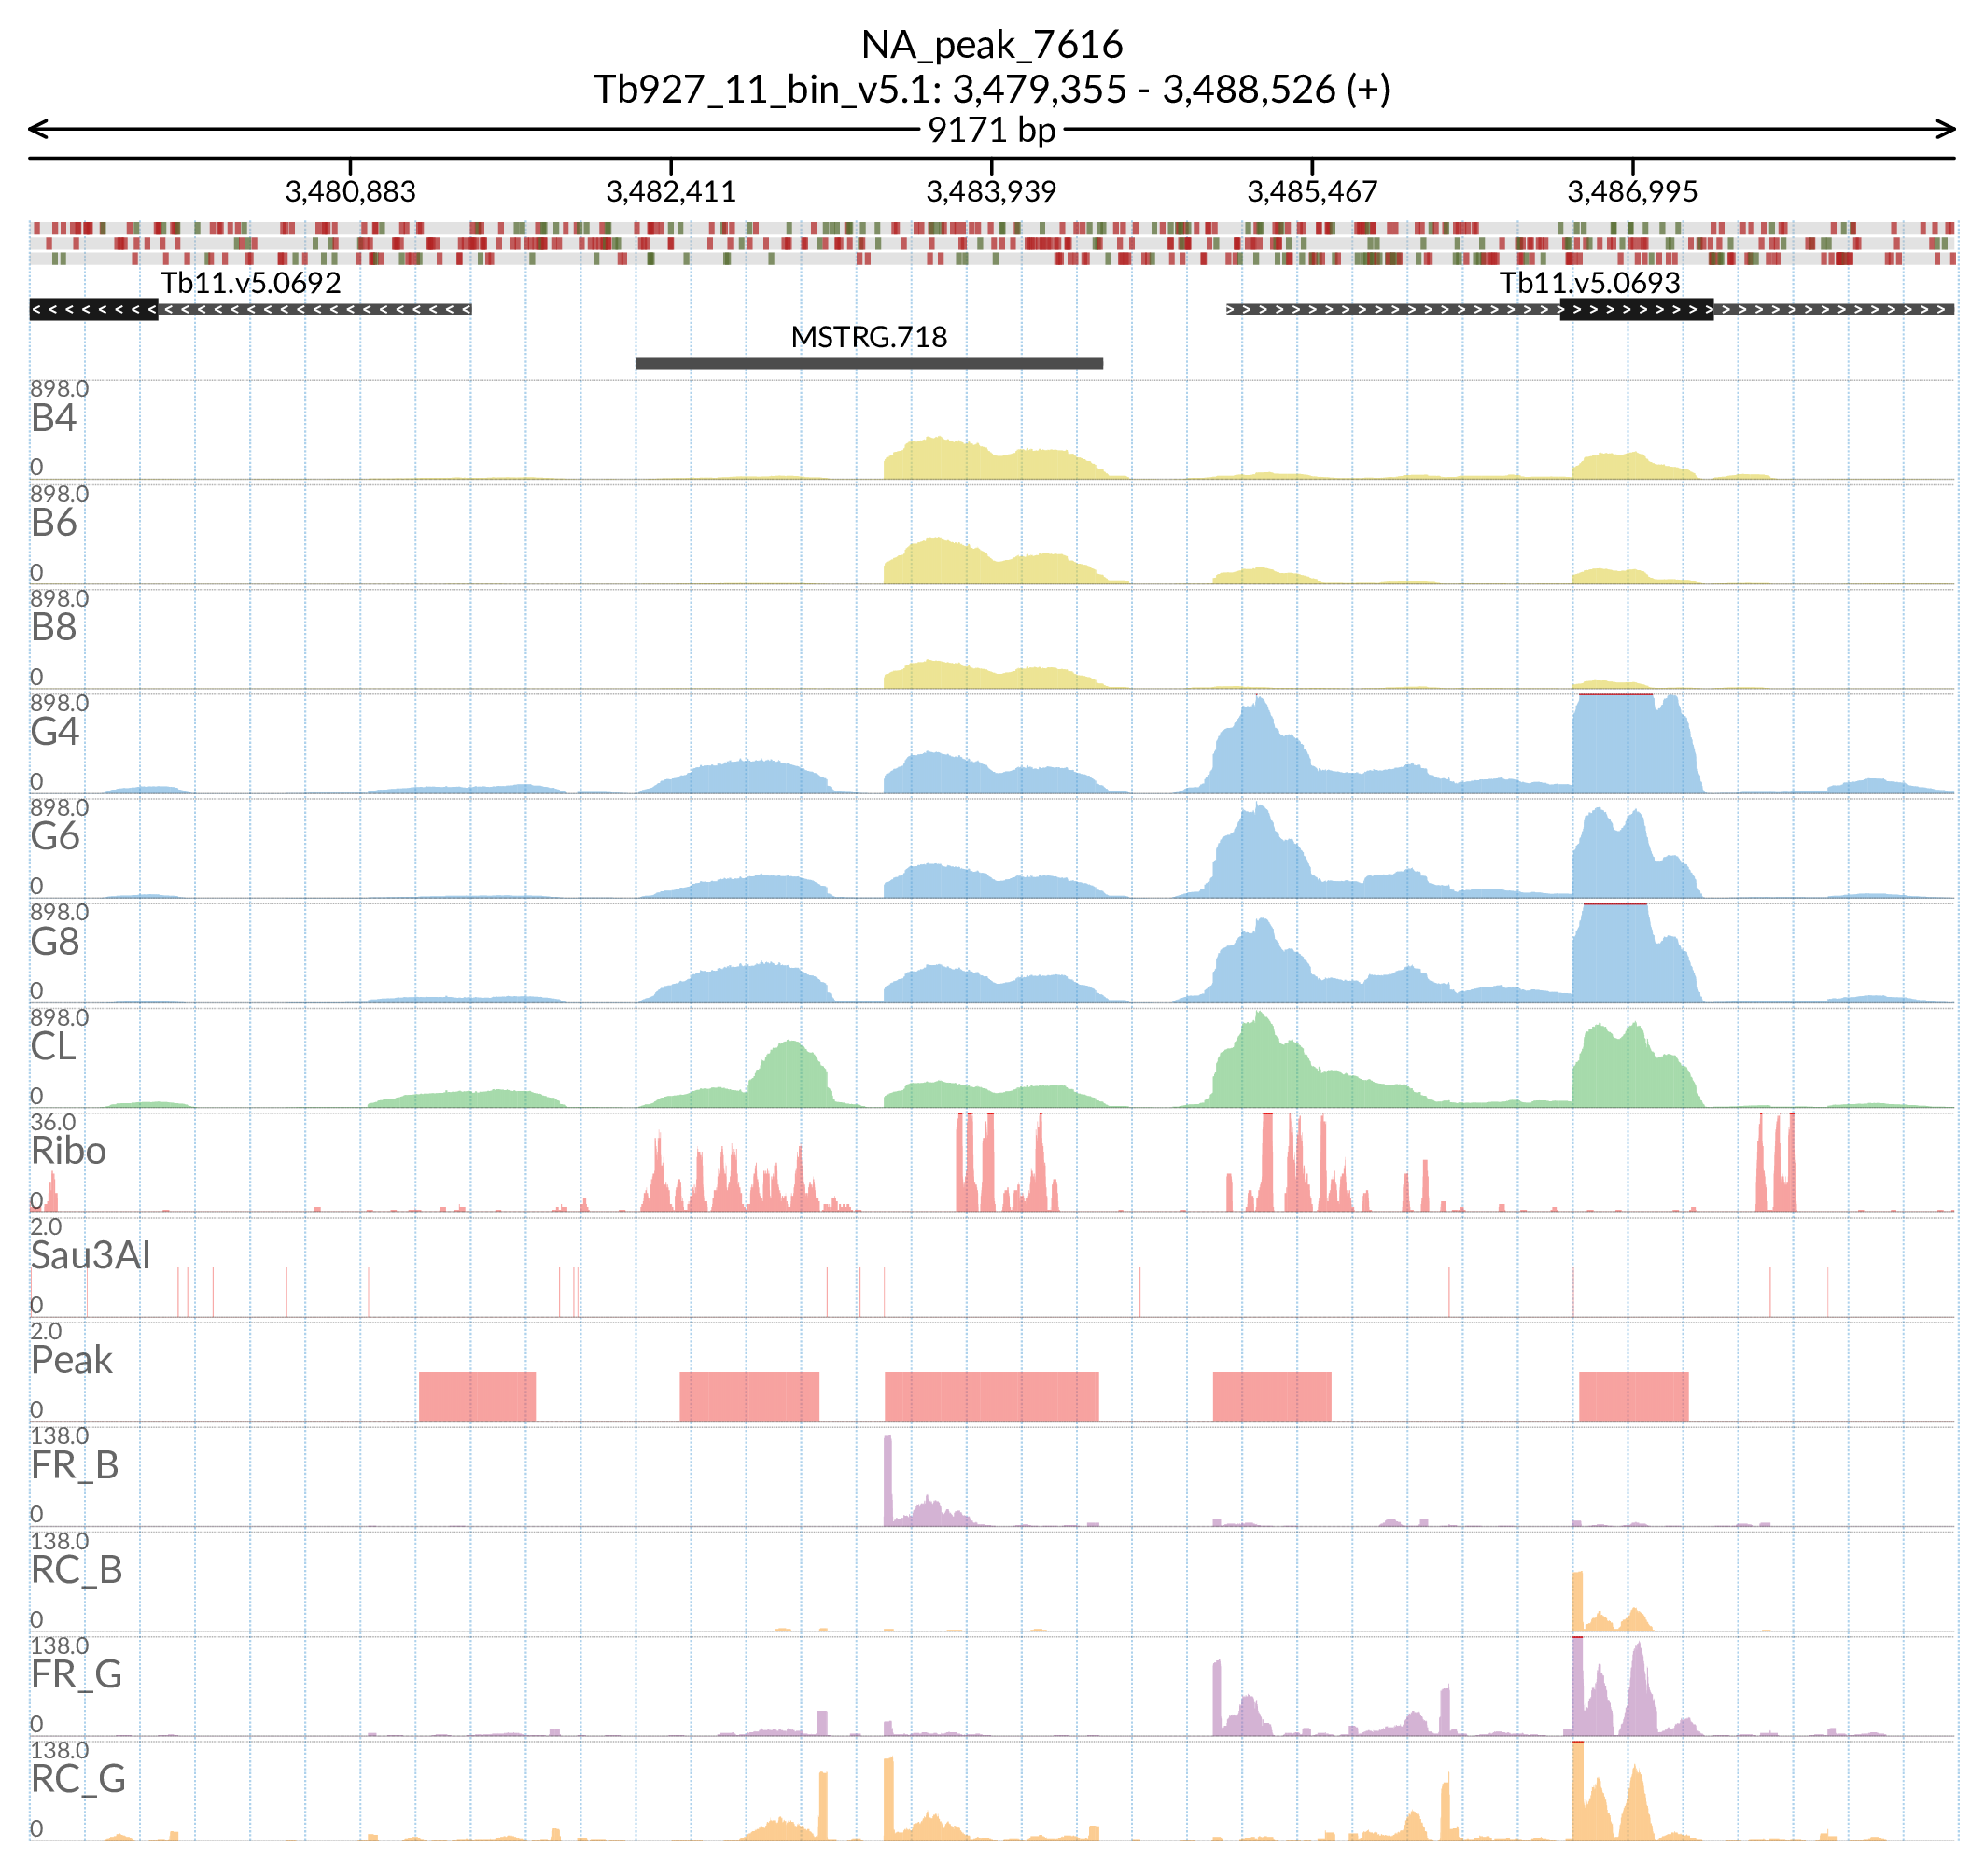 NA_peak_7616
Tb927_11_bin_v5.1: 3,479,355 - 3,488,526 (+)
9171 bp
3,480,883 3,482,411 3,483,939 3,485,467 3,486,995
Tb11.v5.0692 Tb11.v5.0693
MSTRG.718
898.0
B4
0
898.0
B6
0
898.0
B8
0
898.0
G4
0
898.0
G6
0
898.0
G8
0
898.0
CL
0
36.0
Ribo
0
2.0
Sau3AI
0
2.0
Peak
0
138.0
FR_B
0
138.0
RC_B
0
138.0
FR_G
0
138.0
RC_G
0